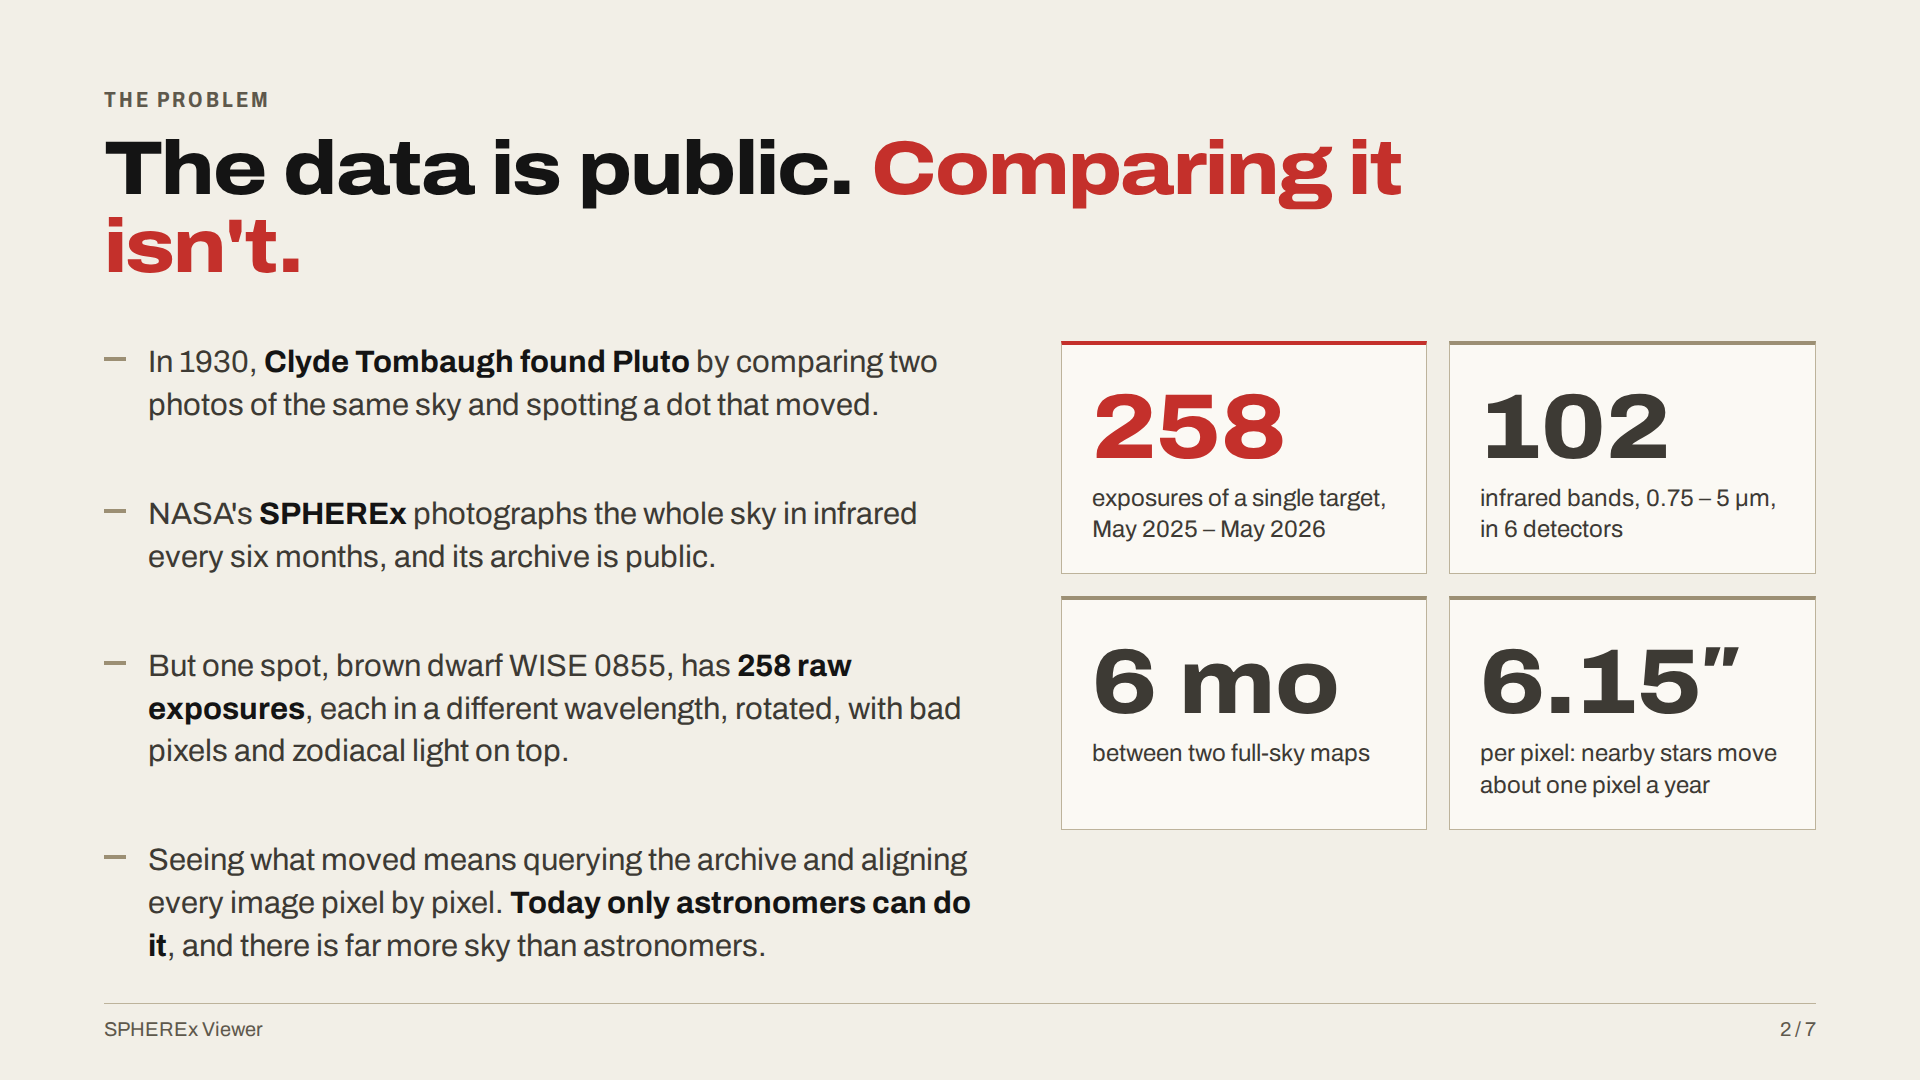 THE PROBLEM
The data is public. Comparing it
isn't.
— In 1930, Clyde Tombaugh found Pluto by comparing two
photos of the same sky and spotting a dot that moved.
— NASA's SPHEREx photographs the whole sky in infrared
every six months, and its archive is public.
— But one spot, brown dwarf WISE 0855, has 258 raw
exposures, each in a different wavelength, rotated, with bad
pixels and zodiacal light on top.
— Seeing what moved means querying the archive and aligning
every image pixel by pixel. Today only astronomers can do
it, and there is far more sky than astronomers.
258
exposures of a single target,
May 2025 – May 2026
102
infrared bands, 0.75 – 5 µm,
in 6 detectors
6 mo
between two full-sky maps
6.15″
per pixel: nearby stars move
about one pixel a year
SPHEREx Viewer
2 / 7